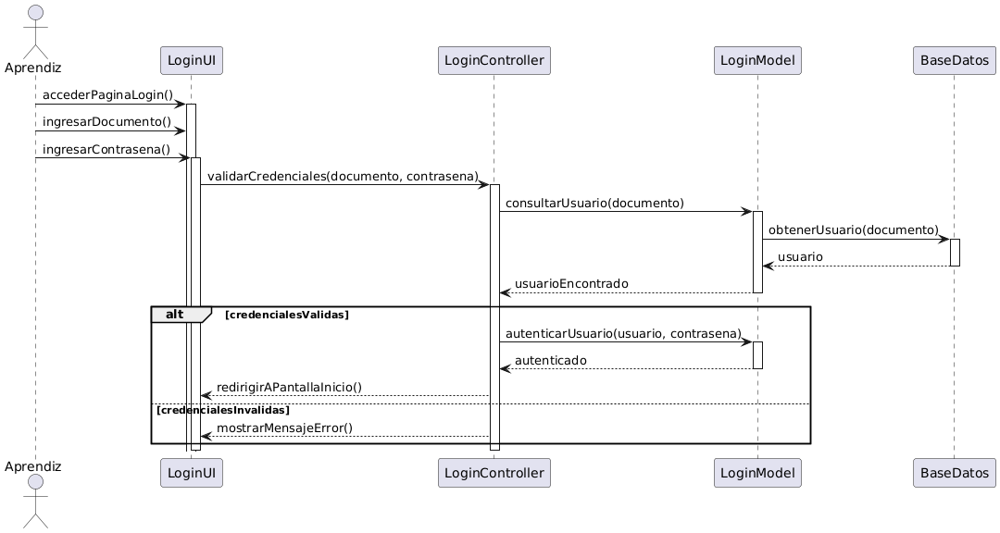 Aprendiz
LoginUI
LoginController
LoginModel
BaseDatos
accederPaginaLogin()
ingresarDocumento()
ingresarContrasena()
validarCredenciales(documento, contrasena)
consultarUsuario(documento)
obtenerUsuario(documento)
usuario
usuarioEncontrado
alt [credencialesValidas]
autenticarUsuario(usuario, contrasena)
autenticado
redirigirAPantallaInicio()
[credencialesInvalidas]
mostrarMensajeError()
Aprendiz
LoginUI
LoginController
LoginModel
BaseDatos